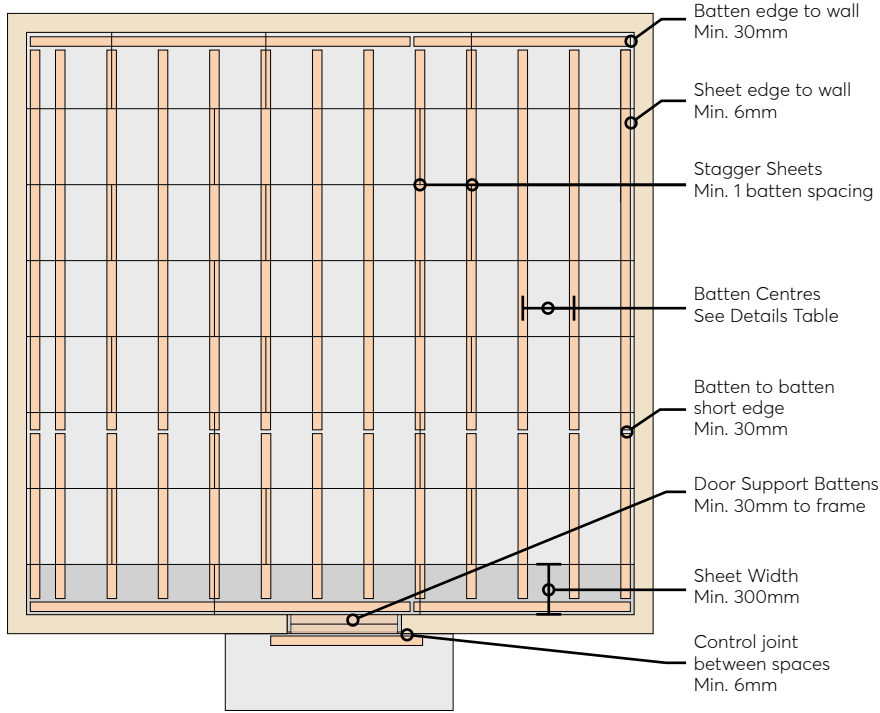 Batten edge to wall
Min. 30mm
Sheet edge to wall
Min. 6mm
Stagger Sheets
Min. 1 batten spacing
Batten Centres
See Details Table
Batten to batten
short edge
Min. 30mm
Door Support Battens
Min. 30mm to frame
Sheet Width
Min. 300mm
Control joint
between spaces
Min. 6mm